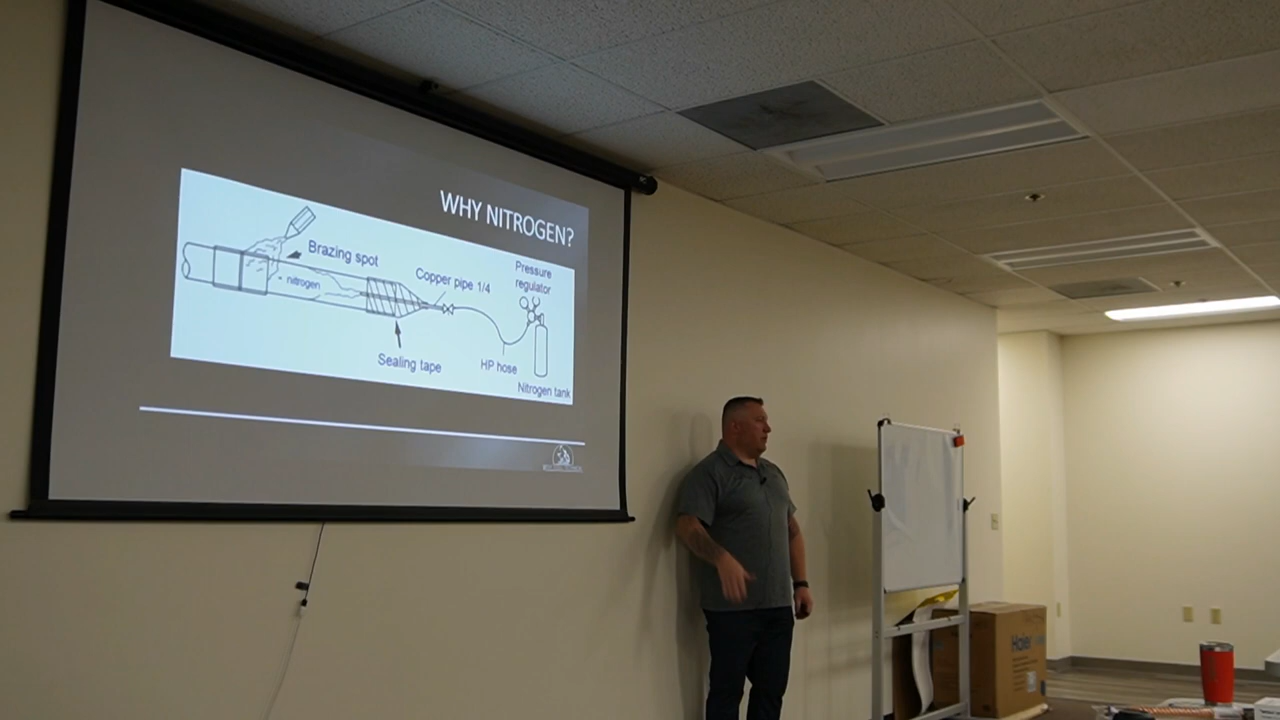 WHY NITROGEN?
Brazing spot
nitrogen
Copper pipe 1/4
Pressure
regulator
Sealing tape
HP hose
Nitrogen tank
Haier